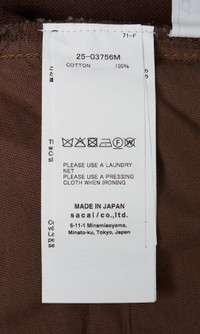 71-F
25-03756M
COTTON 100%
PLEASE USE A LAUNDRY
NET
PLEASE USE A PRESSING
CLOTH WHEN IRONING
MADE IN JAPAN
sacai/co.,ltd.
5-11-1 Minamiaoyama,
Minato-ku, Tokyo, Japan